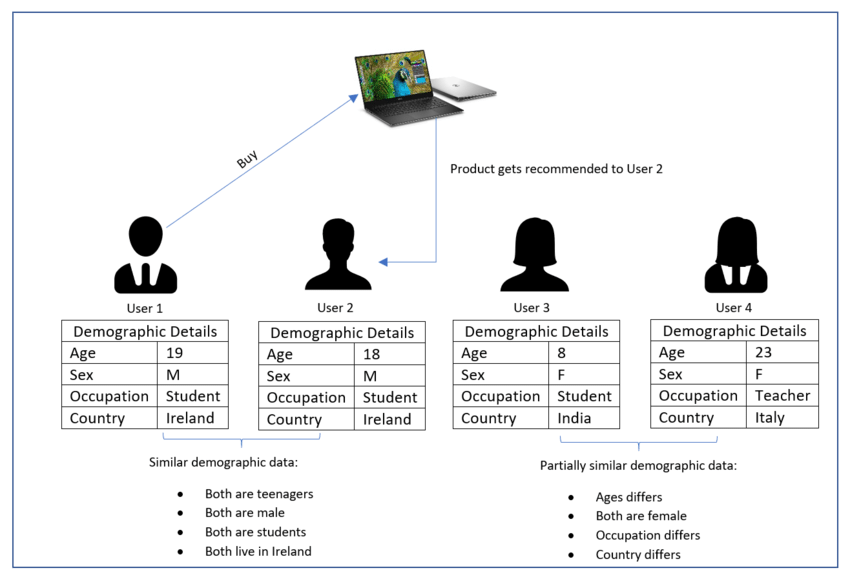 Buy
Product gets recommended to User 2
User 1
Demographic Details
Age 19
Sex M
Occupation Student
Country Ireland
User 2
Demographic Details
Age 18
Sex M
Occupation Student
Country Ireland
User 3
Demographic Details
Age 8
Sex F
Occupation Student
Country India
User 4
Demographic Details
Age 23
Sex F
Occupation Teacher
Country Italy
Similar demographic data:
• Both are teenagers
• Both are male
• Both are students
• Both live in Ireland
Partially similar demographic data:
• Ages differs
• Both are female
• Occupation differs
• Country differs